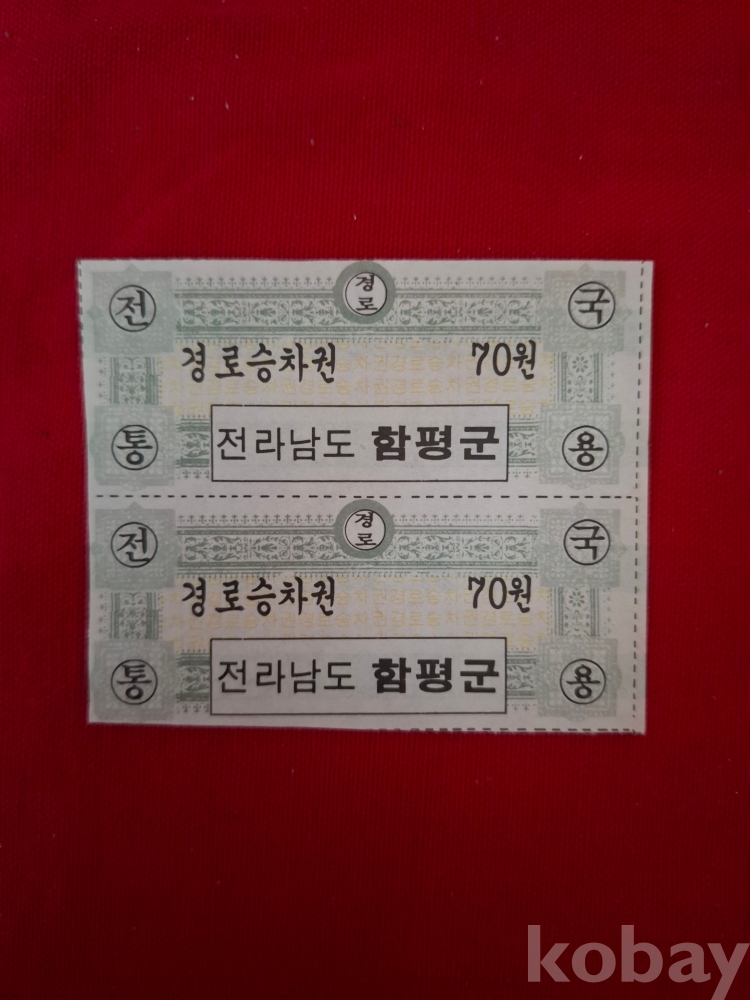 경로
전 국
경로승차권 70원
통 용
전라남도 함평군
경로
전 국
경로승차권 70원
통 용
전라남도 함평군
kobay